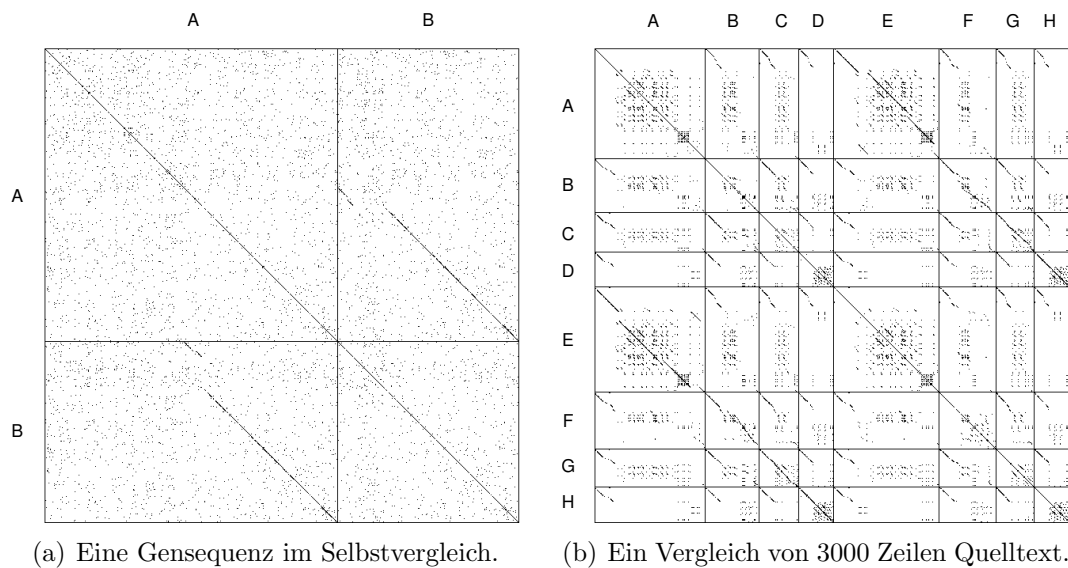 A B
A
B
(a) Eine Gensequenz im Selbstvergleich.
A B C D E F G H
A
B
C
D
E
F
G
H
(b) Ein Vergleich von 3000 Zeilen Quelltext.